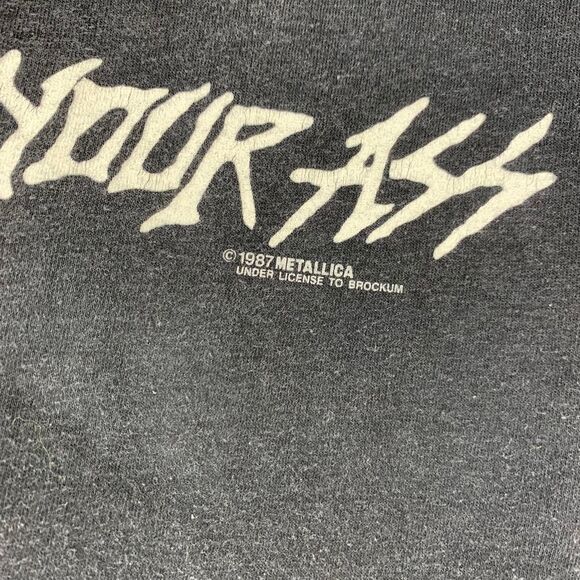 YOUR ASS
©1987 METALLICA
UNDER LICENSE TO BROCKUM